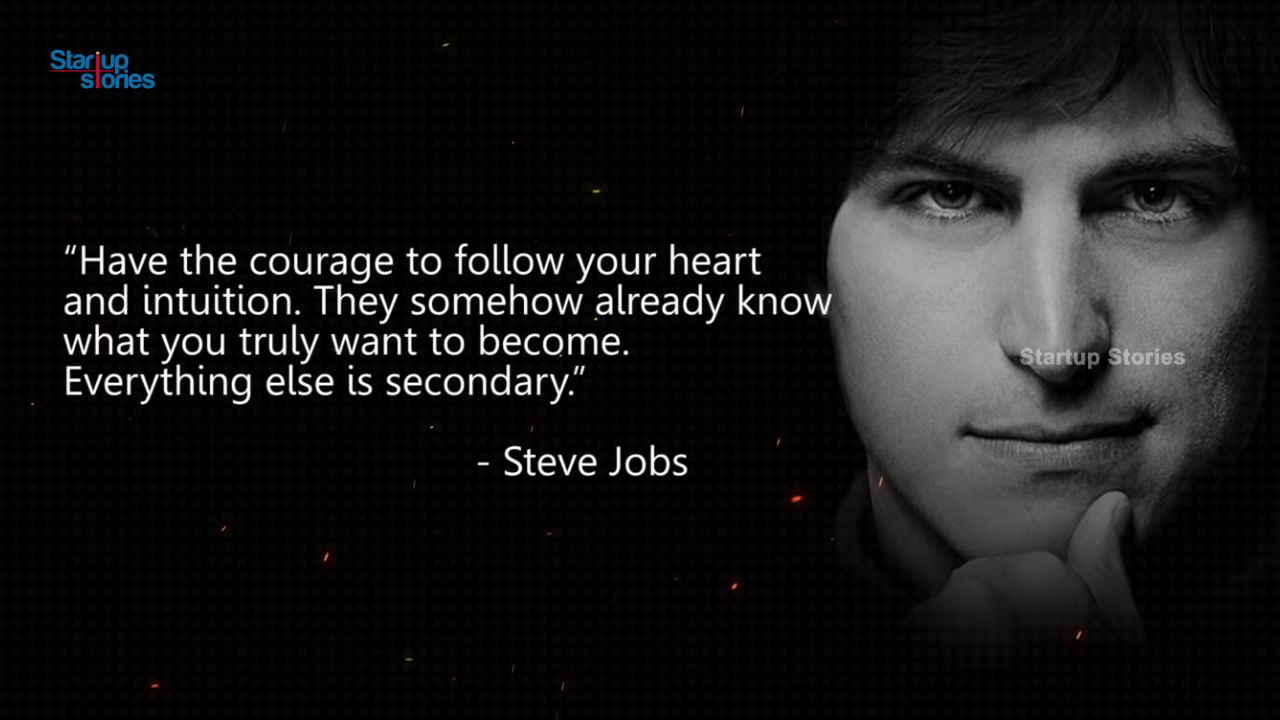 Startup
stories
“Have the courage to follow your heart
and intuition. They somehow already know
what you truly want to become.
Everything else is secondary.”
- Steve Jobs
Startup Stories